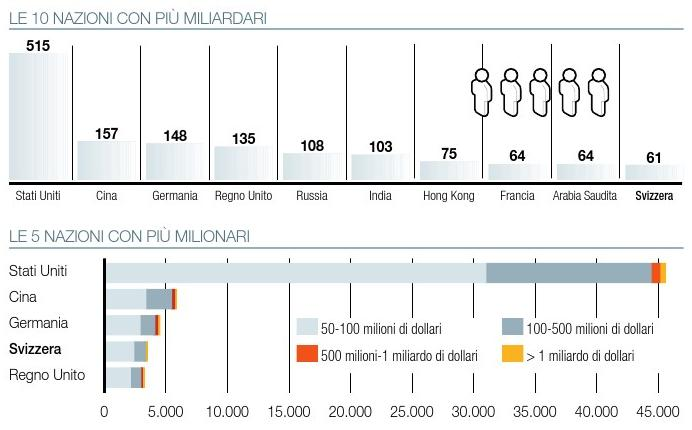 LE 10 NAZIONI CON PIÙ MILIARDARI
515
157
148
135
108
103
75
64
64
61
Stati Uniti
Cina
Germania
Regno Unito
Russia
India
Hong Kong
Francia
Arabia Saudita
Svizzera
LE 5 NAZIONI CON PIÙ MILIONARI
Stati Uniti
Cina
Germania
Svizzera
Regno Unito
50-100 milioni di dollari
100-500 milioni di dollari
500 milioni-1 miliardo di dollari
> 1 miliardo di dollari
0 5.000 10.000 15.000 20.000 25.000 30.000 35.000 40.000 45.000